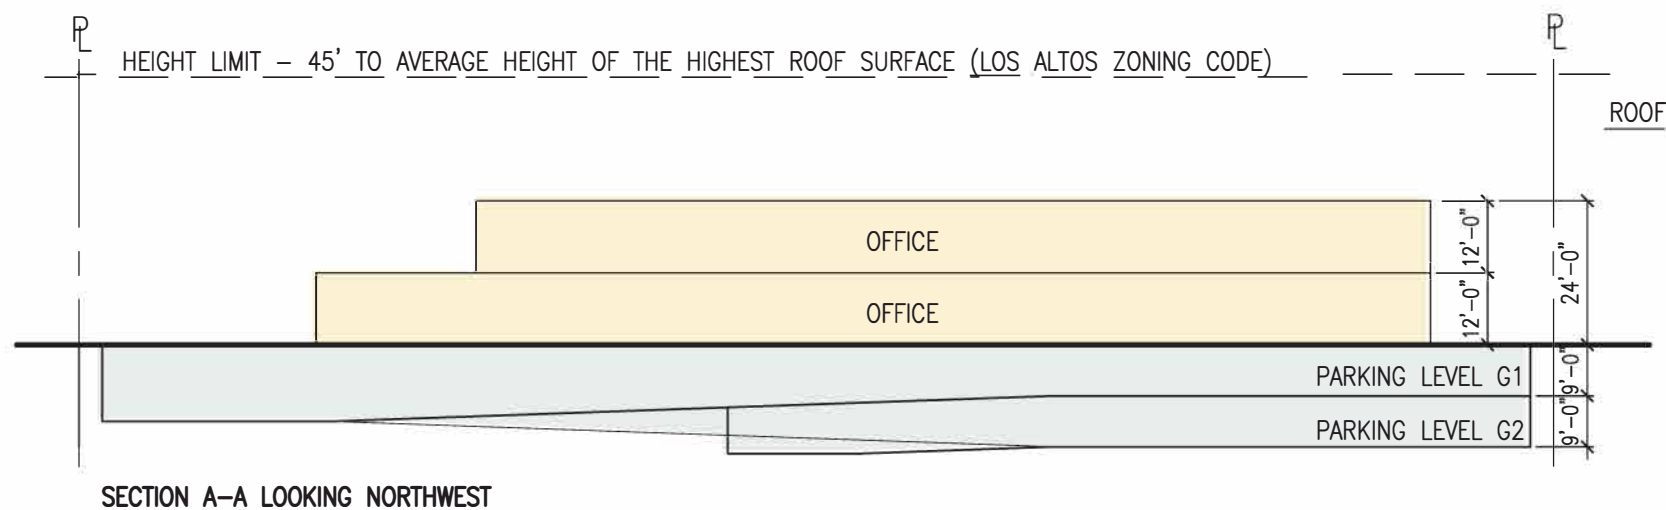 PL
PL
HEIGHT LIMIT – 45' TO AVERAGE HEIGHT OF THE HIGHEST ROOF SURFACE (LOS ALTOS ZONING CODE)
ROOF
OFFICE
12'-0"
24'-0"
OFFICE
12'-0"
PARKING LEVEL G1
9'-0"
PARKING LEVEL G2
9'-0"
SECTION A-A LOOKING NORTHWEST